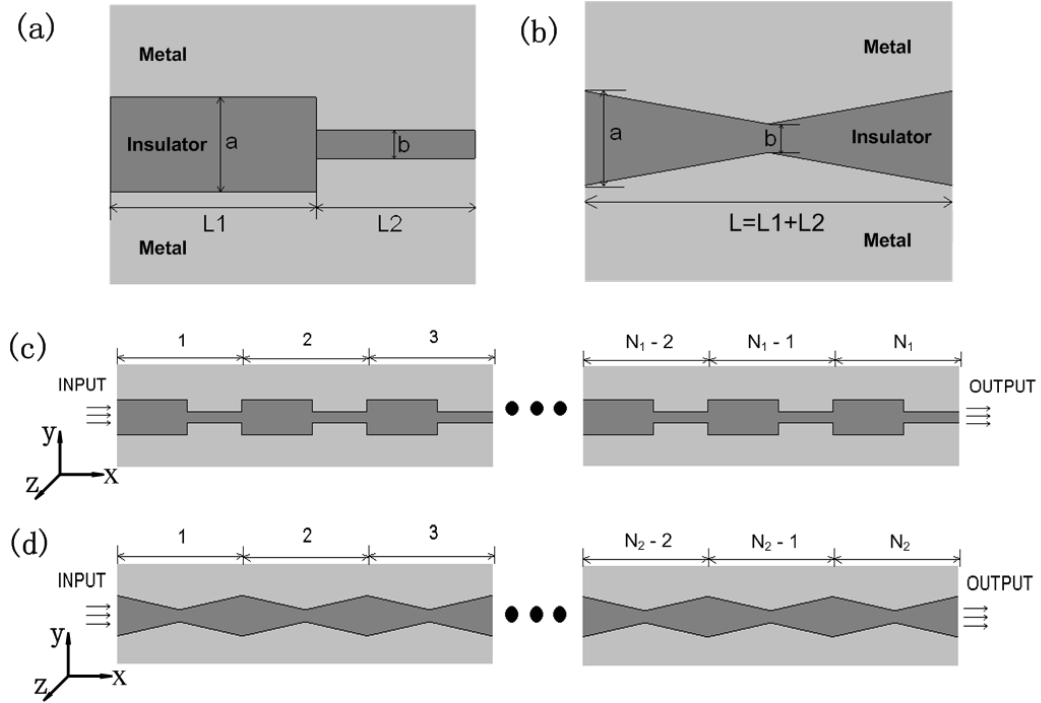 (a)
Metal
Insulator
a
b
L1
L2
Metal
(b)
Metal
a
b
Insulator
L=L1+L2
Metal
(c)
1
2
3
N₁ - 2
N₁ - 1
N₁
INPUT
OUTPUT
y
x
z
(d)
1
2
3
N₂ - 2
N₂ - 1
N₂
INPUT
OUTPUT
y
x
z